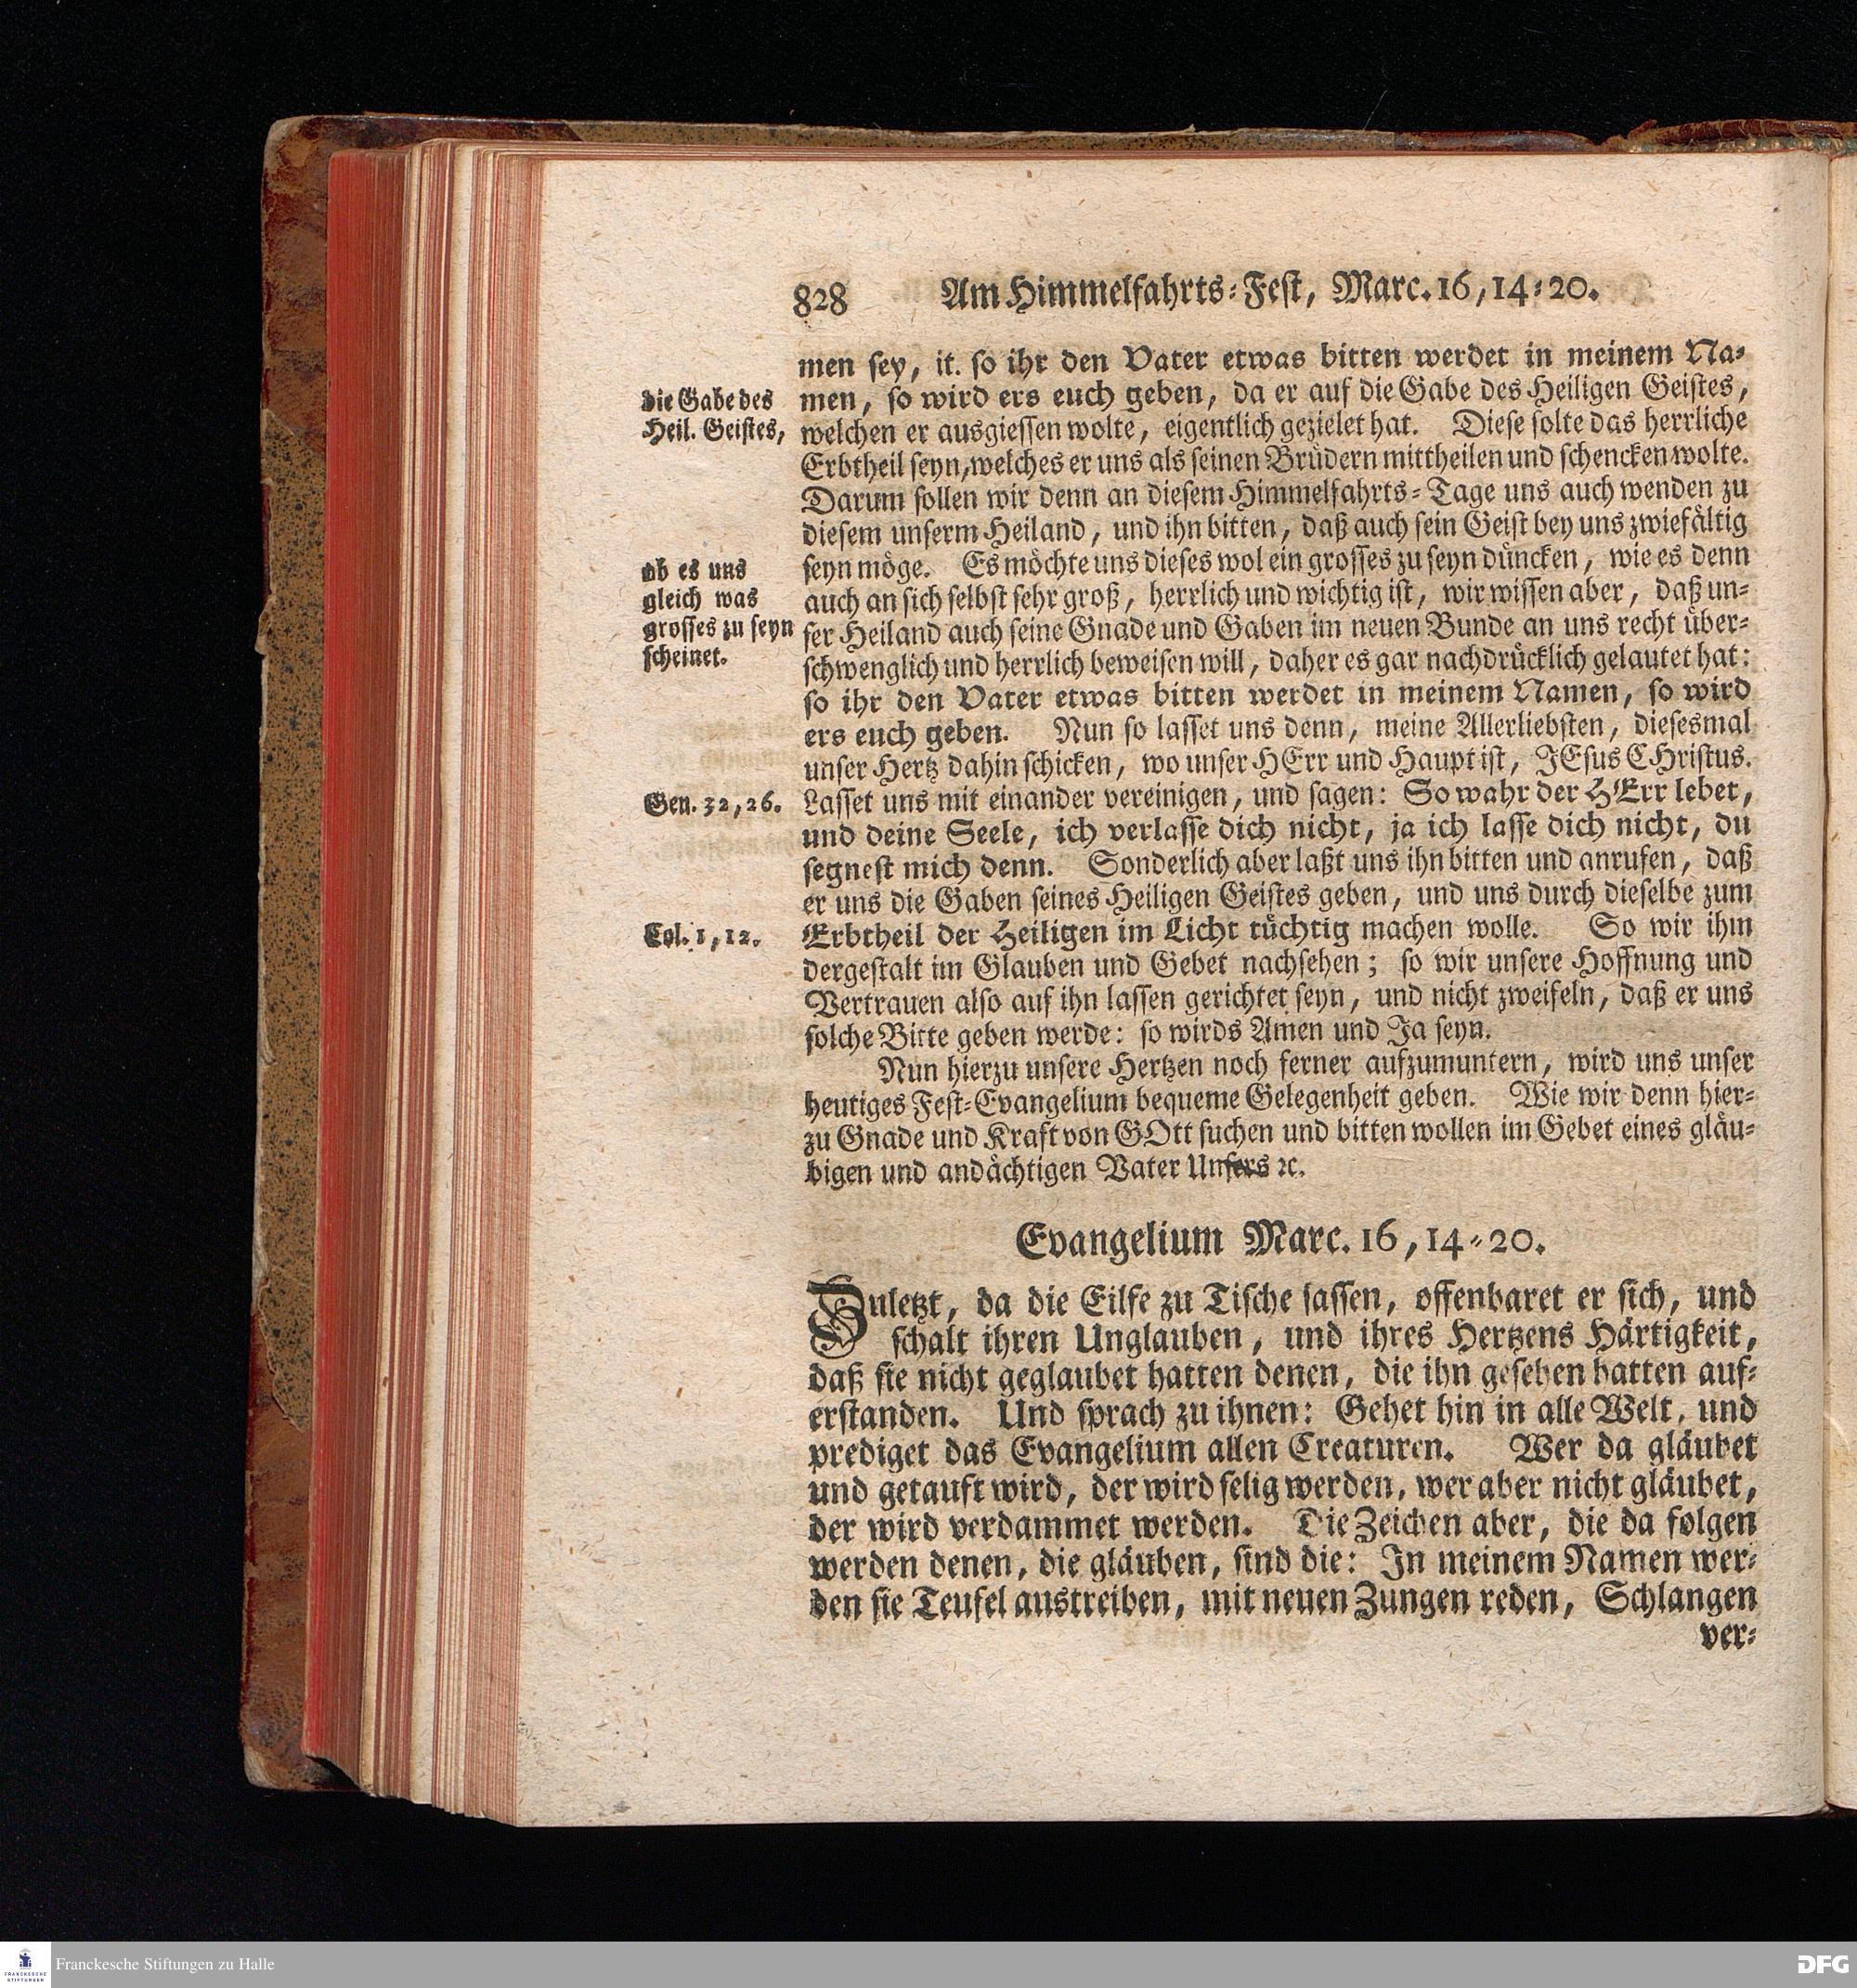 828 Am Himmelfahrts-Fest, Marc. 16, 14-20.
men sey, it. so ihr den Vater etwas bitten werdet in meinem Na-
men, so wird ers euch geben, da er auf die Gabe des Heiligen Geistes,
welchen er ausgiessen wolte, eigentlich gezielet hat. Diese solte das herrliche
Erbtheil seyn, welches er uns als seinen Brüdern mittheilen und schencken wolte.
Darum sollen wir denn an diesem Himmelfahrts-Tage uns auch wenden zu
diesem unserm Heiland, und ihn bitten, daß auch sein Geist bey uns zwiefältig
seyn möge. Es möchte uns dieses wol ein grosses zu seyn düncken, wie es denn
auch an sich selbst sehr groß, herrlich und wichtig ist, wir wissen aber, daß un-
ser Heiland auch seine Gnade und Gaben im neuen Bunde an uns recht über-
schwenglich und herrlich beweisen will, daher es gar nachdrücklich gelautet hat:
so ihr den Vater etwas bitten werdet in meinem Namen, so wird
ers euch geben. Nun so lasset uns denn, meine Allerliebsten, diesesmal
unser Hertz dahin schicken, wo unser HErr und Haupt ist, JEsus CHristus.
Lasset uns mit einander vereinigen, und sagen: So wahr der HErr lebet,
und deine Seele, ich verlasse dich nicht, ja ich lasse dich nicht, du
segnest mich denn. Sonderlich aber laßt uns ihn bitten und anrufen, daß
er uns die Gaben seines Heiligen Geistes geben, und uns durch dieselbe zum
Erbtheil der Heiligen im Licht tüchtig machen wolle. So wir ihm
dergestalt im Glauben und Gebet nachsehen; so wir unsere Hoffnung und
Vertrauen also auf ihn lassen gerichtet seyn, und nicht zweifeln, daß er uns
solche Bitte geben werde: so wirds Amen und Ja seyn.
Nun hierzu unsere Hertzen noch ferner aufzumuntern, wird uns unser
heutiges Fest-Evangelium bequeme Gelegenheit geben. Wie wir denn hier-
zu Gnade und Kraft von GOtt suchen und bitten wollen im Gebet eines gläu-
bigen und andächtigen Vater Unsers ꝛc.
die Gabe des
Heil. Geistes,
ob es uns
gleich was
grosses zu seyn
scheinet.
Gen. 32, 26.
Col. 1, 12.
Evangelium Marc. 16, 14-20.
Zuletzt, da die Eilfe zu Tische sassen, offenbaret er sich, und
schalt ihren Unglauben, und ihres Hertzens Härtigkeit,
daß sie nicht geglaubet hatten denen, die ihn gesehen hatten auf-
erstanden. Und sprach zu ihnen: Gehet hin in alle Welt, und
prediget das Evangelium allen Creaturen. Wer da gläubet
und getauft wird, der wird selig werden, wer aber nicht gläubet,
der wird verdammet werden. Die Zeichen aber, die da folgen
werden denen, die gläuben, sind die: In meinem Namen wer-
den sie Teufel austreiben, mit neuen Zungen reden, Schlangen
ver-
FRANCKESCHE
STIFTUNGEN
Franckesche Stiftungen zu Halle
DFG